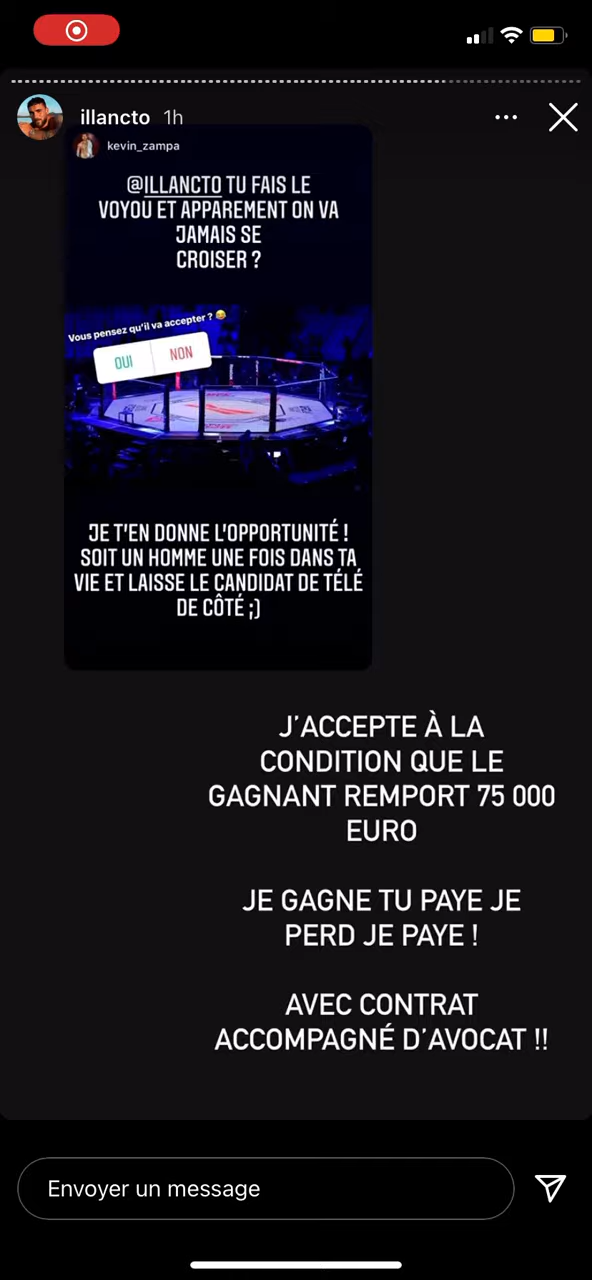 illancto 1h
kevin_zampa
@ILLANCTO TU FAIS LE
VOYOU ET APPAREMENT ON VA
JAMAIS SE
CROISER ?
Vous pensez qu'il va accepter ? 😂
OUI NON
JE T'EN DONNE L'OPPORTUNITÉ !
SOIT UN HOMME UNE FOIS DANS TA
VIE ET LAISSE LE CANDIDAT DE TÉLÉ
DE CÔTÉ ;)
J'ACCEPTE À LA
CONDITION QUE LE
GAGNANT REMPORT 75 000
EURO
JE GAGNE TU PAYE JE
PERD JE PAYE !
AVEC CONTRAT
ACCOMPAGNÉ D'AVOCAT !!
Envoyer un message